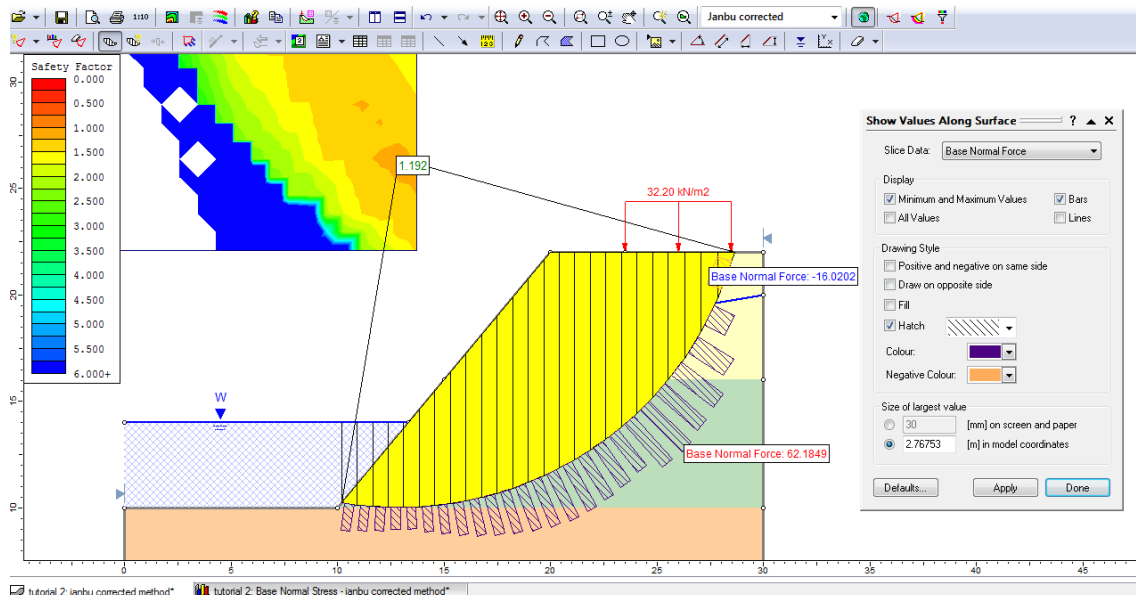 1:10
Janbu corrected
Safety Factor
0.000
0.500
1.000
1.500
2.000
2.500
3.000
3.500
4.000
4.500
5.000
5.500
6.000+
30
25
20
15
10
1.192
32.20 kN/m2
Base Normal Force: -16.0202
W
Base Normal Force: 62.1849
0
5
10
15
20
25
30
35
40
45
Show Values Along Surface
?
Slice Data:
Base Normal Force
Display
Minimum and Maximum Values
Bars
All Values
Lines
Drawing Style
Positive and negative on same side
Draw on opposite side
Fill
Hatch
Colour:
Negative Colour:
Size of largest value
30
[mm] on screen and paper
2.76753
[m] in model coordinates
Defaults...
Apply
Done
tutorial 2: janbu corrected method*
tutorial 2: Base Normal Stress - janbu corrected method*